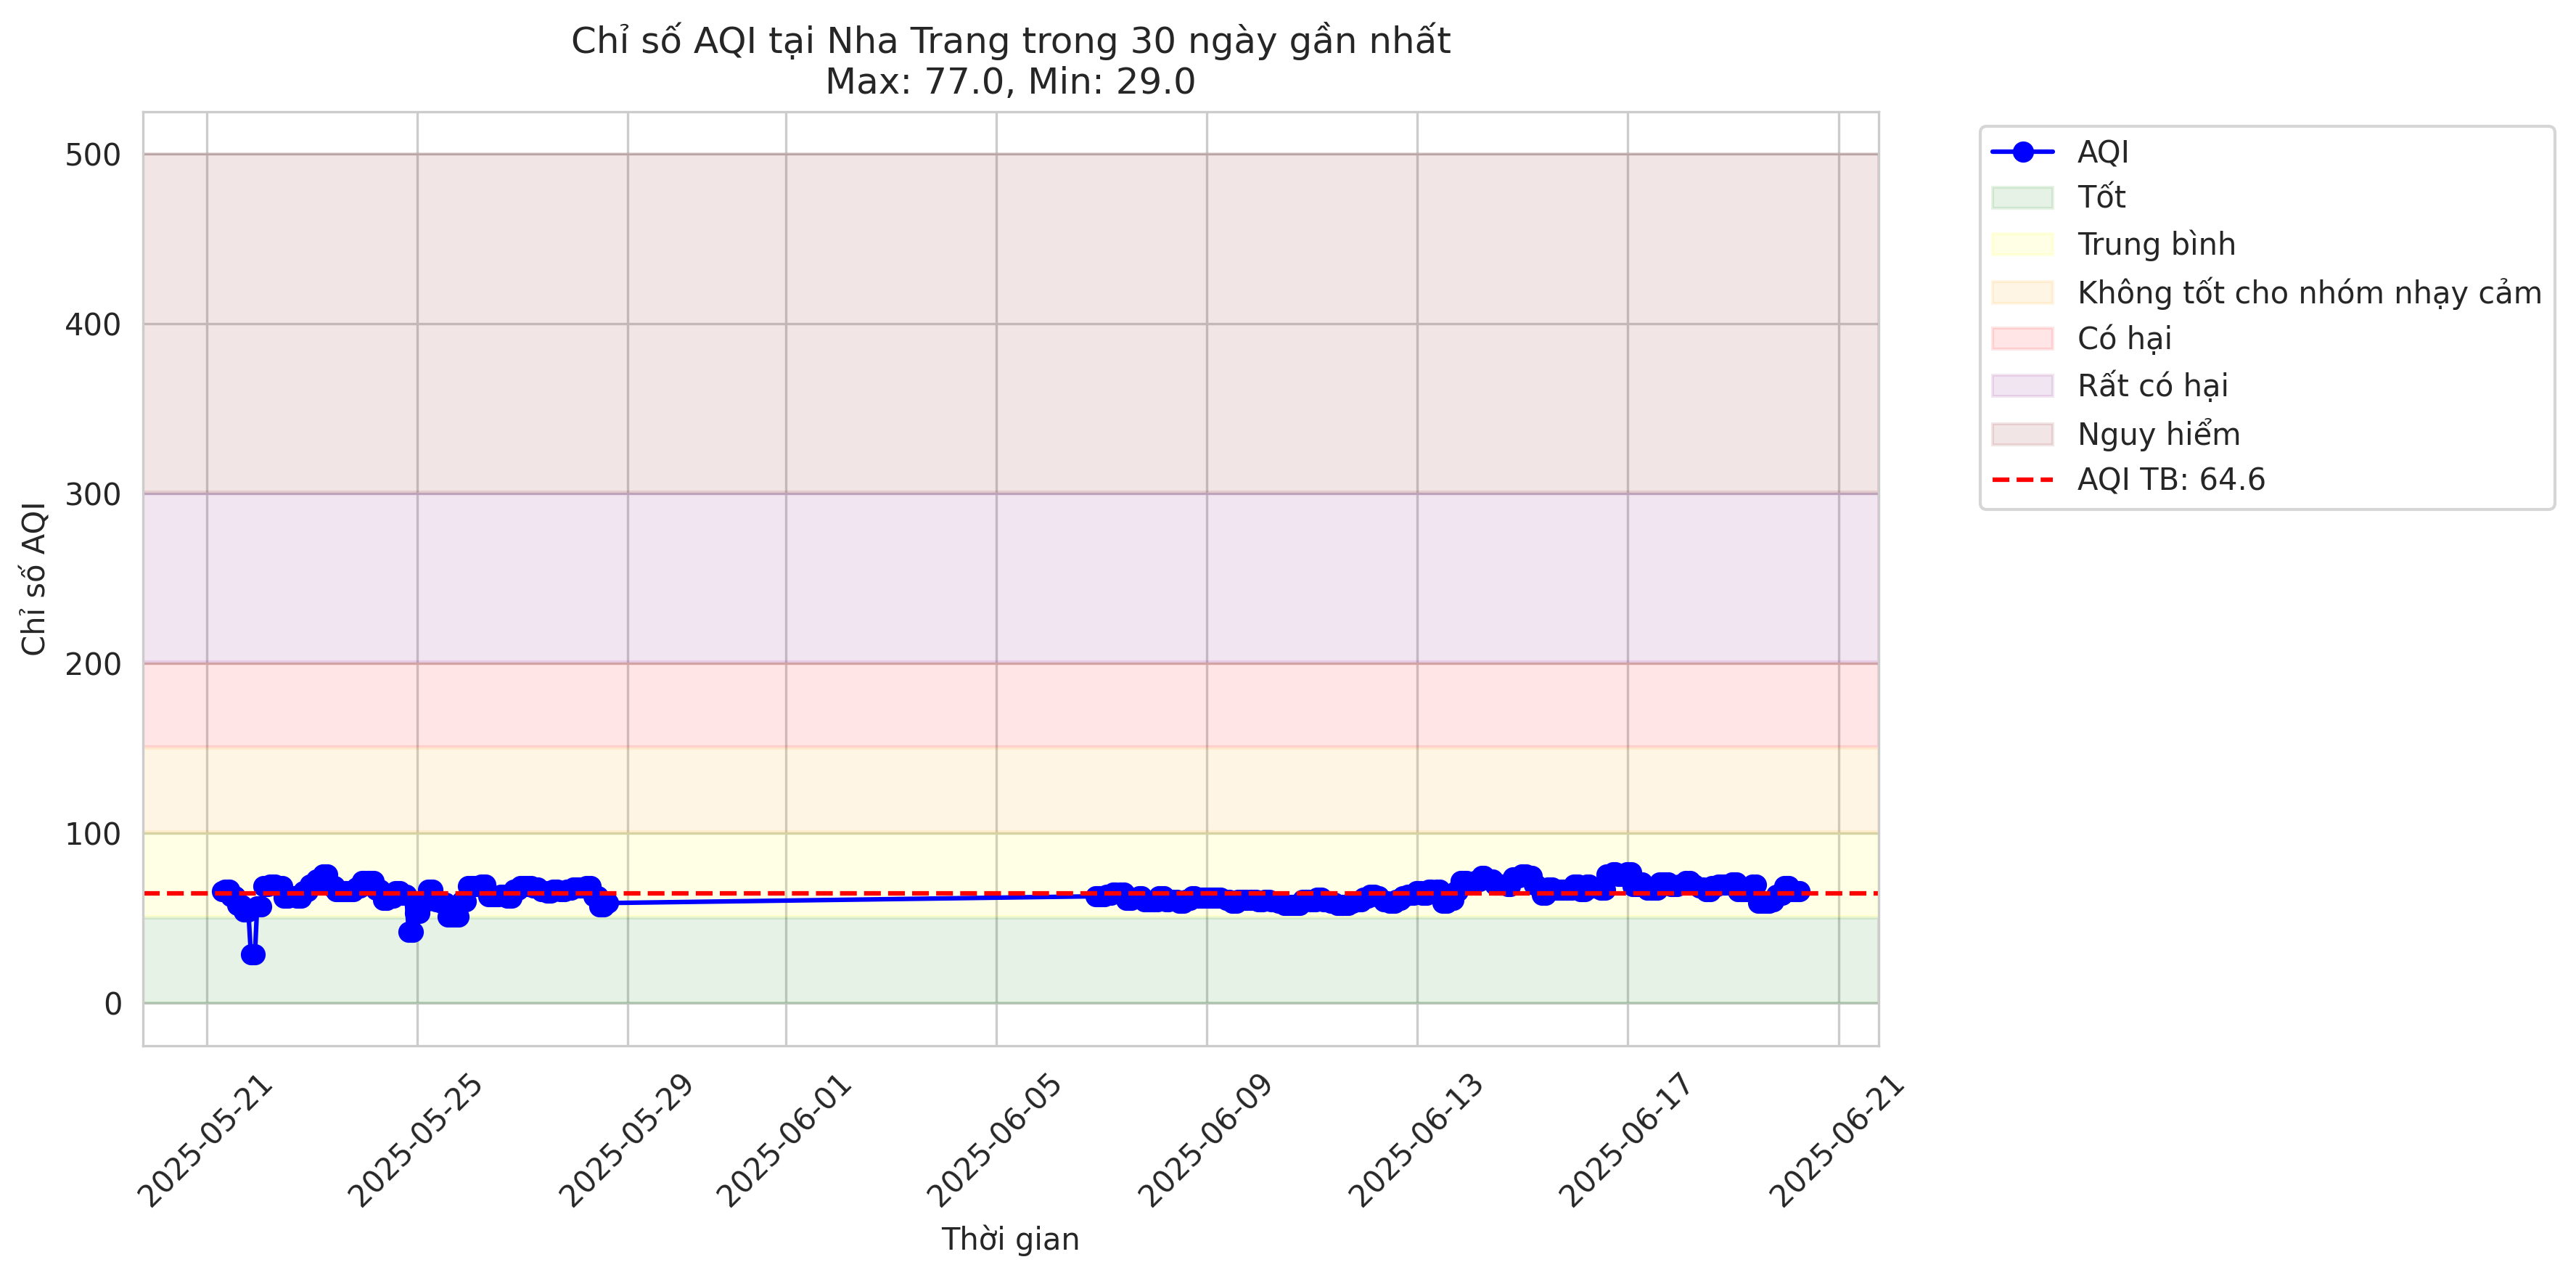 Chỉ số AQI tại Nha Trang trong 30 ngày gần nhất
Max: 77.0, Min: 29.0
Chỉ số AQI
500
400
300
200
100
0
2025-05-21
2025-05-25
2025-05-29
2025-06-01
2025-06-05
2025-06-09
2025-06-13
2025-06-17
2025-06-21
Thời gian
AQI
Tốt
Trung bình
Không tốt cho nhóm nhạy cảm
Có hại
Rất có hại
Nguy hiểm
AQI TB: 64.6